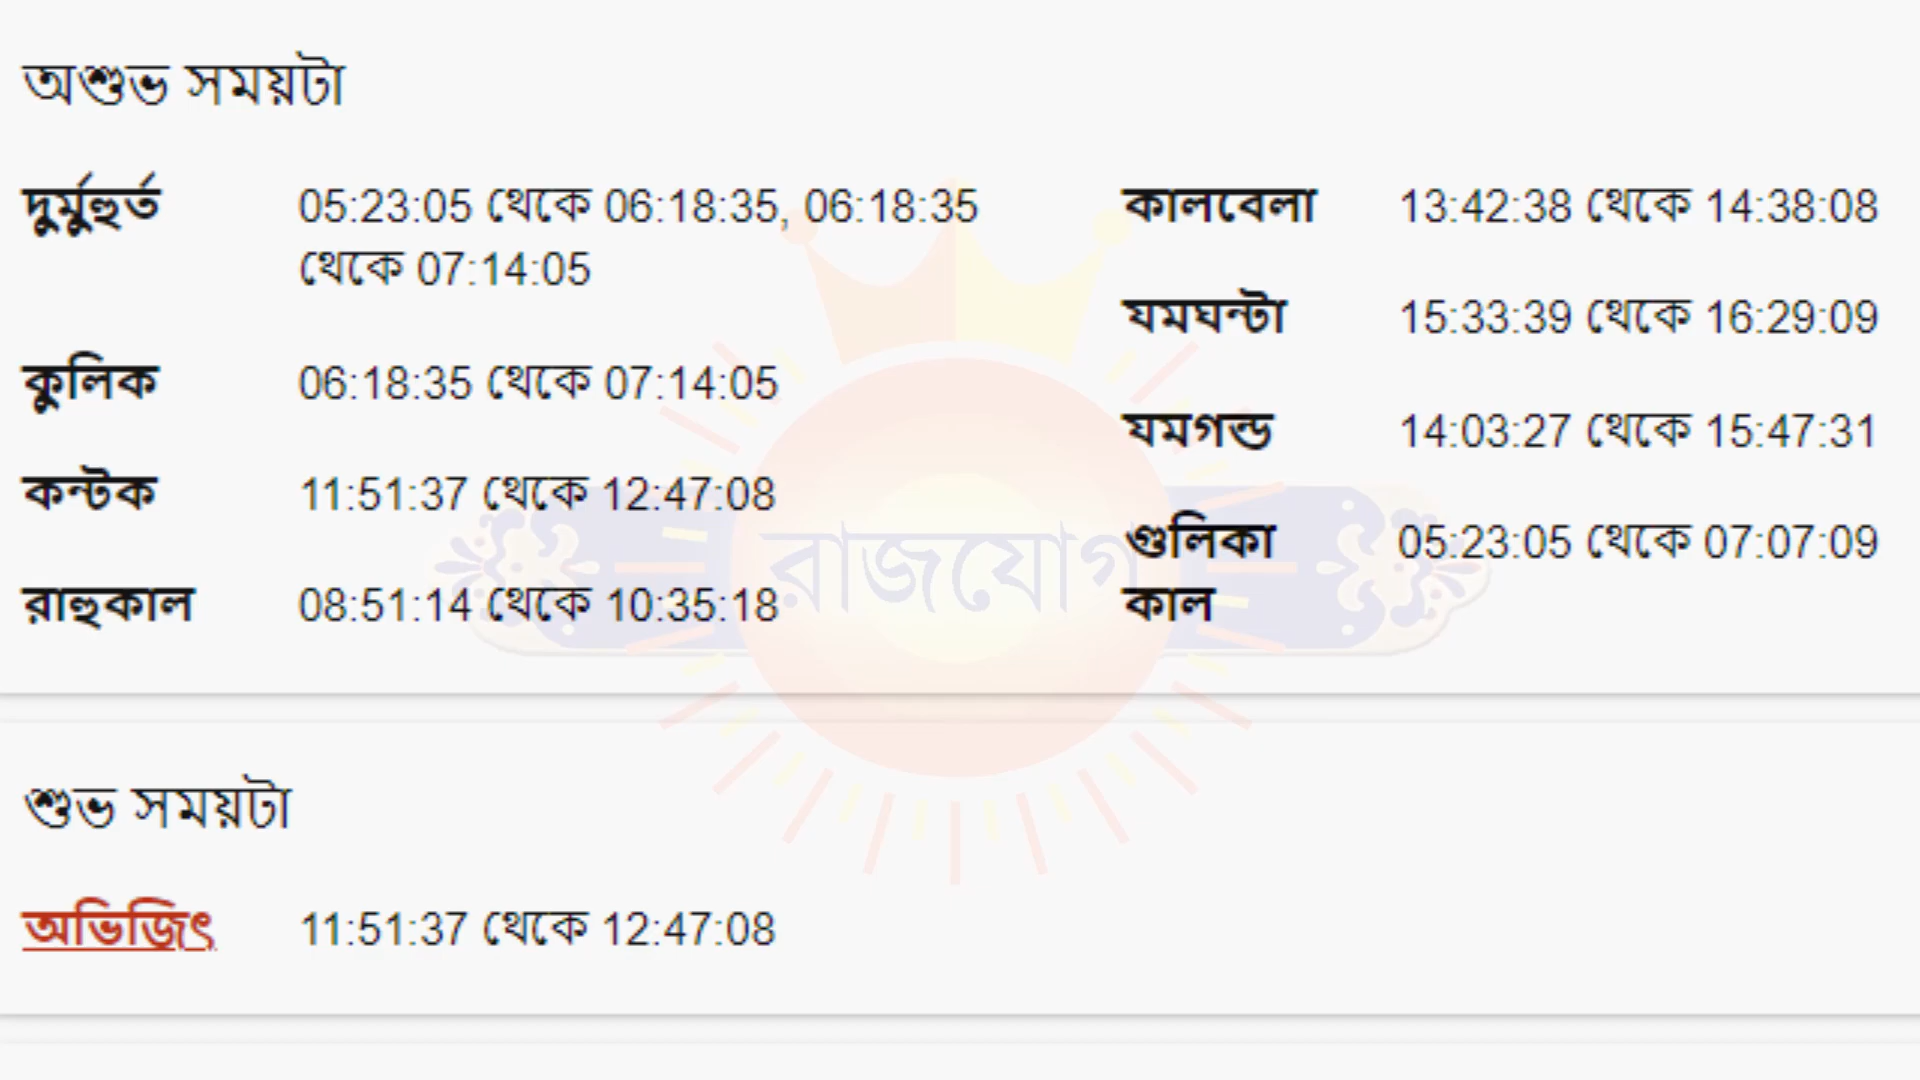 অশুভ সময়টা
দুর্মুহুর্ত 05:23:05 থেকে 06:18:35, 06:18:35
থেকে 07:14:05
কুলিক 06:18:35 থেকে 07:14:05
কন্টক 11:51:37 থেকে 12:47:08
রাহুকাল 08:51:14 থেকে 10:35:18
কালবেলা 13:42:38 থেকে 14:38:08
যমঘন্টা 15:33:39 থেকে 16:29:09
যমগন্ড 14:03:27 থেকে 15:47:31
গুলিকা 05:23:05 থেকে 07:07:09
কাল
রাজযোগ
শুভ সময়টা
অভিজিৎ 11:51:37 থেকে 12:47:08